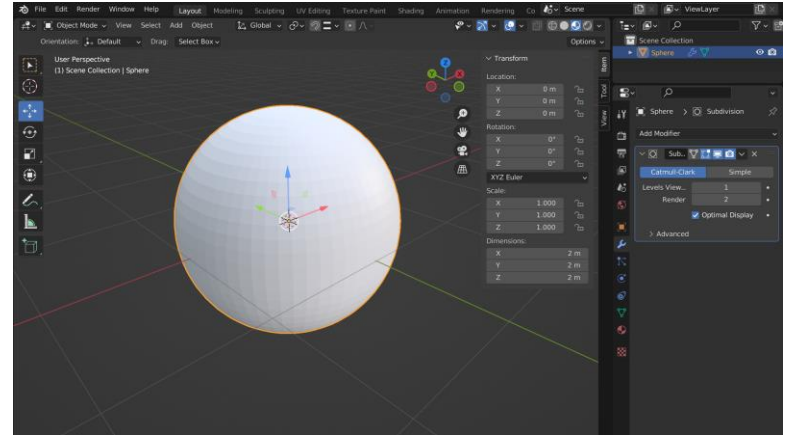 File Edit Render Window Help Layout Modeling Sculpting UV Editing Texture Paint Shading Animation Rendering Co Scene ViewLayer
Object Mode View Select Add Object Global
Orientation: Default Drag: Select Box Options
User Perspective
(1) Scene Collection | Sphere
Z
Y
X
Transform
Location:
X 0 m
Y 0 m
Z 0 m
Rotation:
X 0°
Y 0°
Z 0°
XYZ Euler
Scale:
X 1.000
Y 1.000
Z 1.000
Dimensions:
X 2 m
Y 2 m
Z 2 m
Item
Tool
View
Scene Collection
Sphere
Sphere Subdivision
Add Modifier
Sub..
Catmull-Clark Simple
Levels View... 1
Render 2
Optimal Display
Advanced